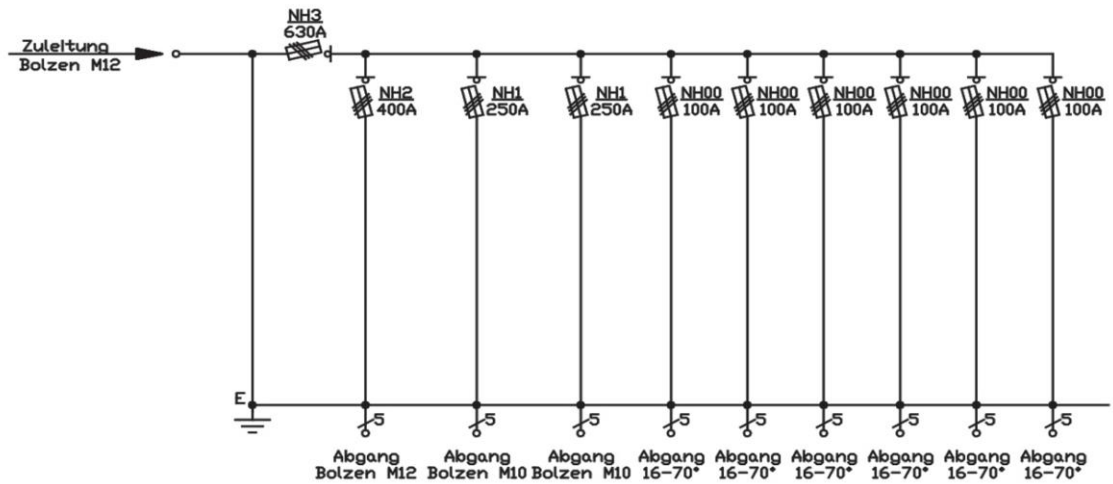 NH3
630A
Zuleitung
Bolzen M12
NH2
400A
NH1
250A
NH1
250A
NH00
100A
NH00
100A
NH00
100A
NH00
100A
NH00
100A
NH00
100A
E
5
5
5
5
5
5
5
5
5
Abgang
Bolzen M12
Abgang
Bolzen M10
Abgang
Bolzen M10
Abgang
16-70°
Abgang
16-70°
Abgang
16-70°
Abgang
16-70°
Abgang
16-70°
Abgang
16-70°